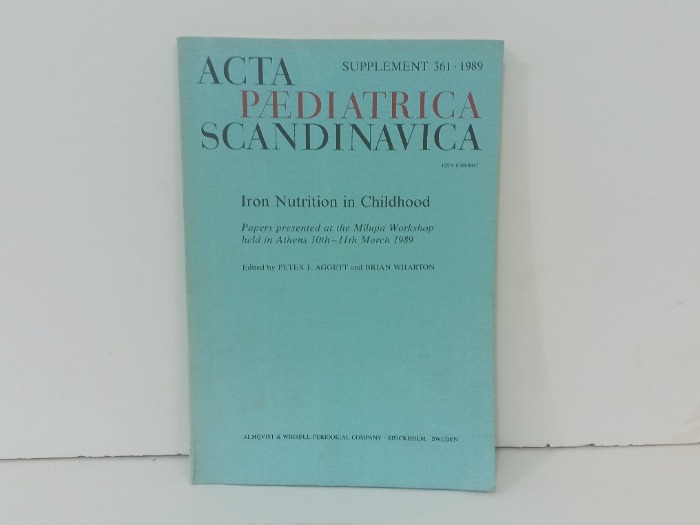 ACTA
SUPPLEMENT 361 · 1989
PÆDIATRICA
SCANDINAVICA
ISSN
Iron Nutrition in Childhood
Papers presented at the Milupa Workshop
held in Athens 10th–11th March 1989
Edited by PETER J. AGGETT and BRIAN WHARTON
ALMQVIST & WIKSELL PERIODICAL COMPANY · STOCKHOLM · SWEDEN